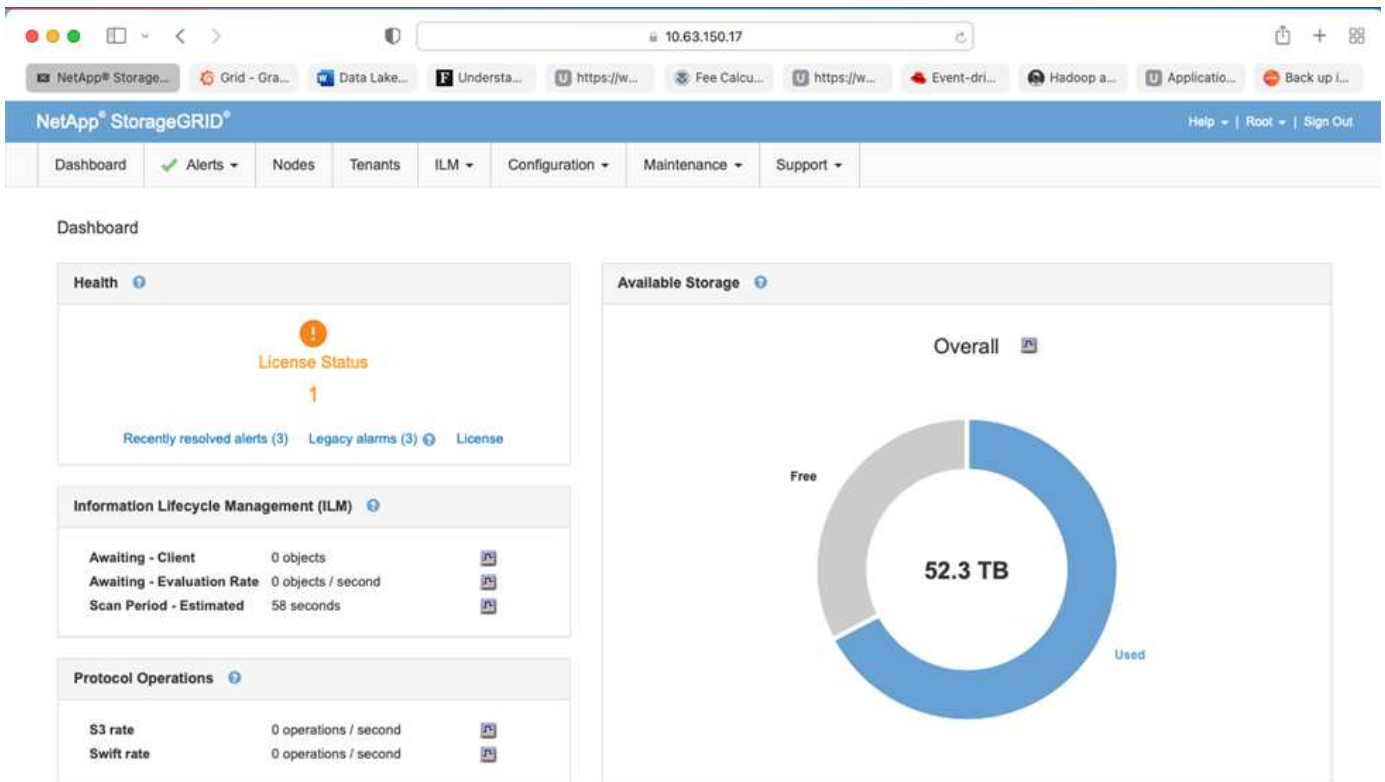 10.63.150.17
NetApp® Storage... Grid - Gra... Data Lake... Understa... https://w... Fee Calcu... https://w... Event-dri... Hadoop a... Applicatio... Back up i...
NetApp® StorageGRID®
Help | Root | Sign Out
Dashboard Alerts Nodes Tenants ILM Configuration Maintenance Support
Dashboard
Health
License Status
1
Recently resolved alerts (3) Legacy alarms (3) License
Information Lifecycle Management (ILM)
Awaiting - Client 0 objects
Awaiting - Evaluation Rate 0 objects / second
Scan Period - Estimated 58 seconds
Protocol Operations
S3 rate 0 operations / second
Swift rate 0 operations / second
Available Storage
Overall
Free
52.3 TB
Used